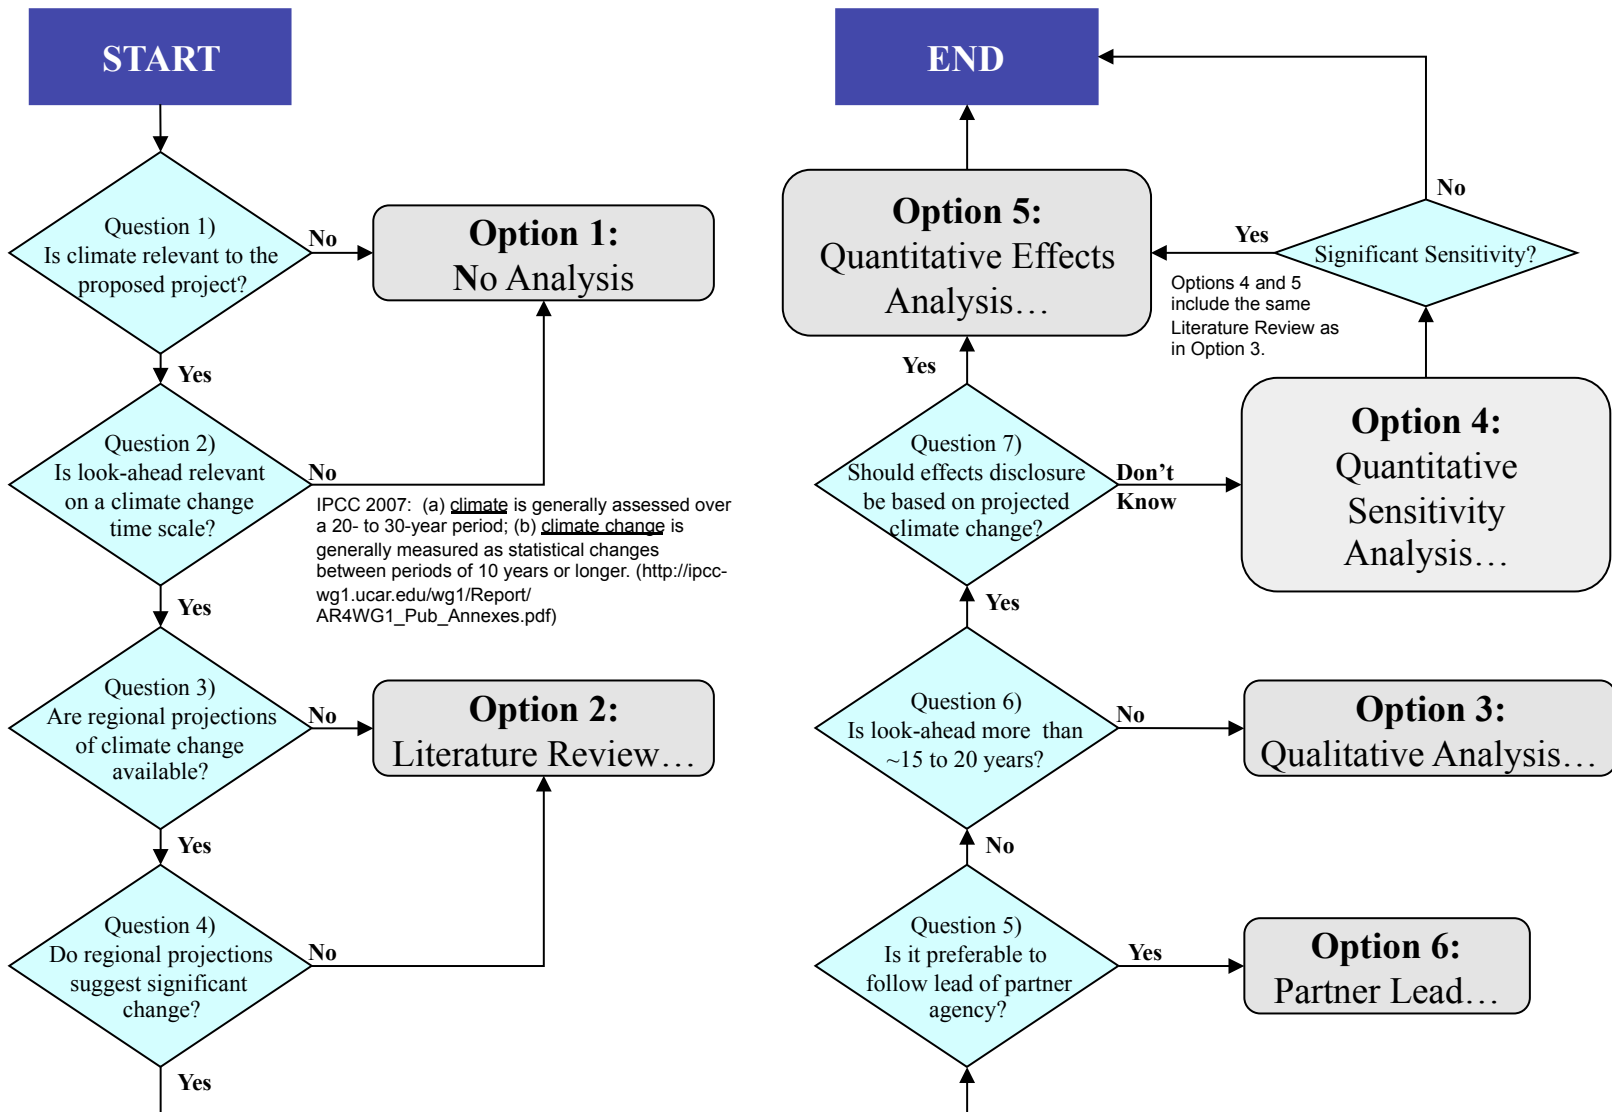 START
Question 1)
Is climate relevant to the
proposed project?
No
Option 1:
No Analysis
Yes
Question 2)
Is look-ahead relevant
on a climate change
time scale?
No
IPCC 2007:  (a) climate is generally assessed over
a 20- to 30-year period; (b) climate change is
generally measured as statistical changes
between periods of 10 years or longer. (http://ipcc-
wg1.ucar.edu/wg1/Report/
AR4WG1_Pub_Annexes.pdf)
Yes
Question 3)
Are regional projections
of climate change
available?
No
Option 2:
Literature Review…
Yes
Question 4)
Do regional projections
suggest significant
change?
No
Yes
END
Option 5:
Quantitative Effects
Analysis…
No
Yes
Significant Sensitivity?
Options 4 and 5
include the same
Literature Review as
in Option 3.
Yes
Question 7)
Should effects disclosure
be based on projected
climate change?
Don’t
Know
Option 4:
Quantitative
Sensitivity
Analysis…
Yes
Question 6)
Is look-ahead more  than
~15 to 20 years?
No
Option 3:
Qualitative Analysis…
No
Question 5)
Is it preferable to
follow lead of partner
agency?
Yes
Option 6:
Partner Lead…